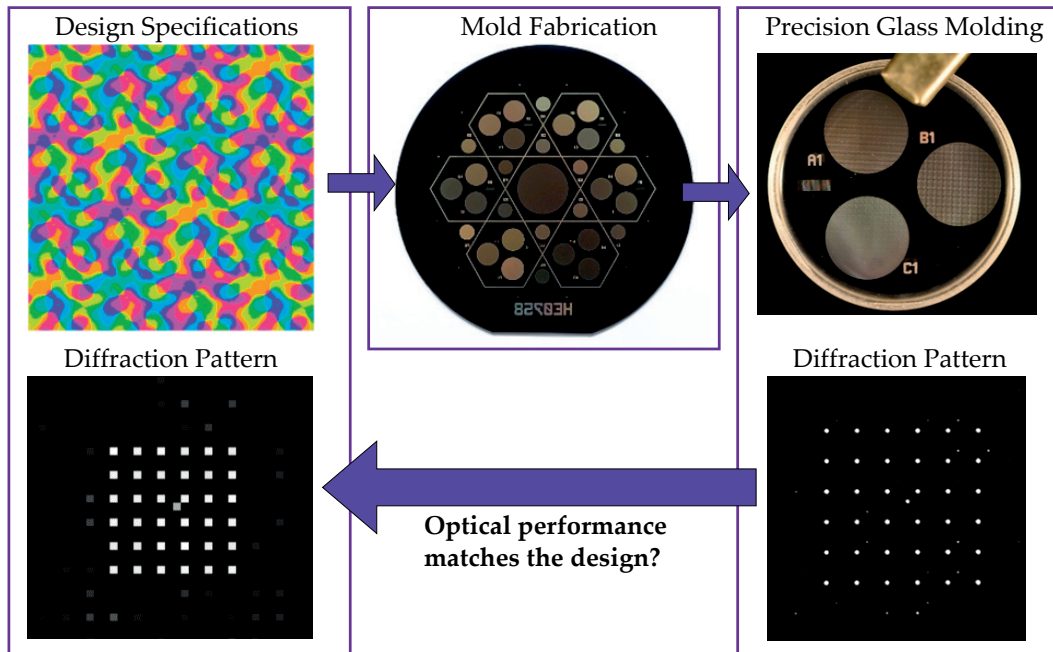 Design Specifications
Mold Fabrication
Precision Glass Molding
A1
B1
C1
HE0758
Diffraction Pattern
Diffraction Pattern
Optical performance
matches the design?